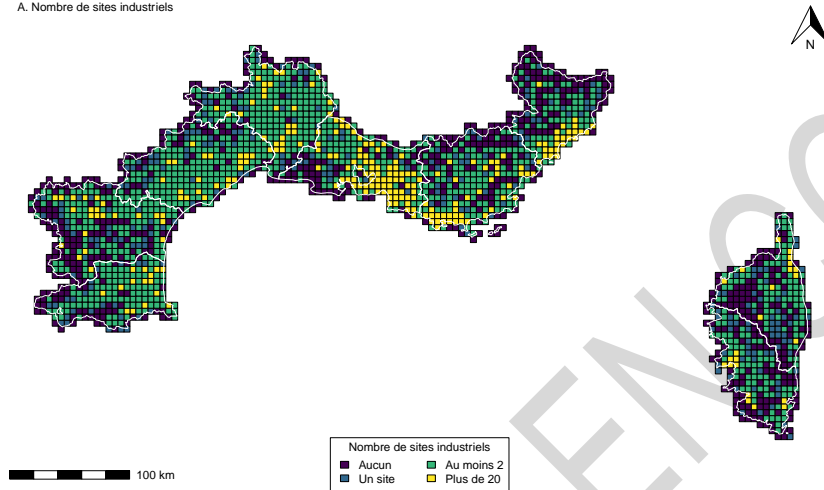 A. Nombre de sites industriels
N
Nombre de sites industriels
Aucun
Un site
Au moins 2
Plus de 20
100 km